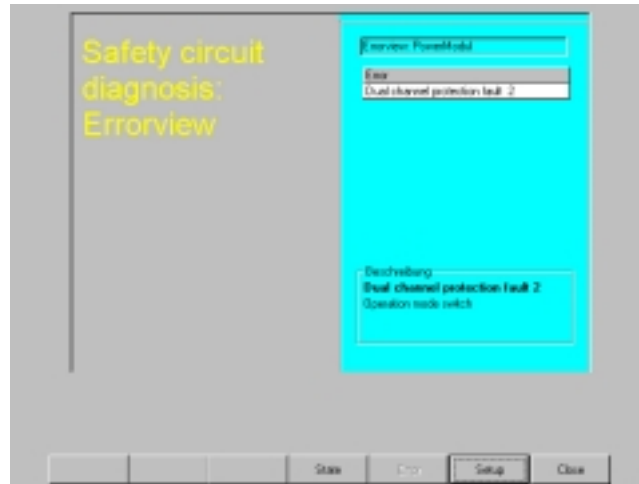 Safety circuit
diagnosis:
Errorview
Errorview: PowerModul
Error
Dual channel protection fault 2
Beschreibung
Dual channel protection fault 2
Operation mode switch
State
Error
Setup
Close